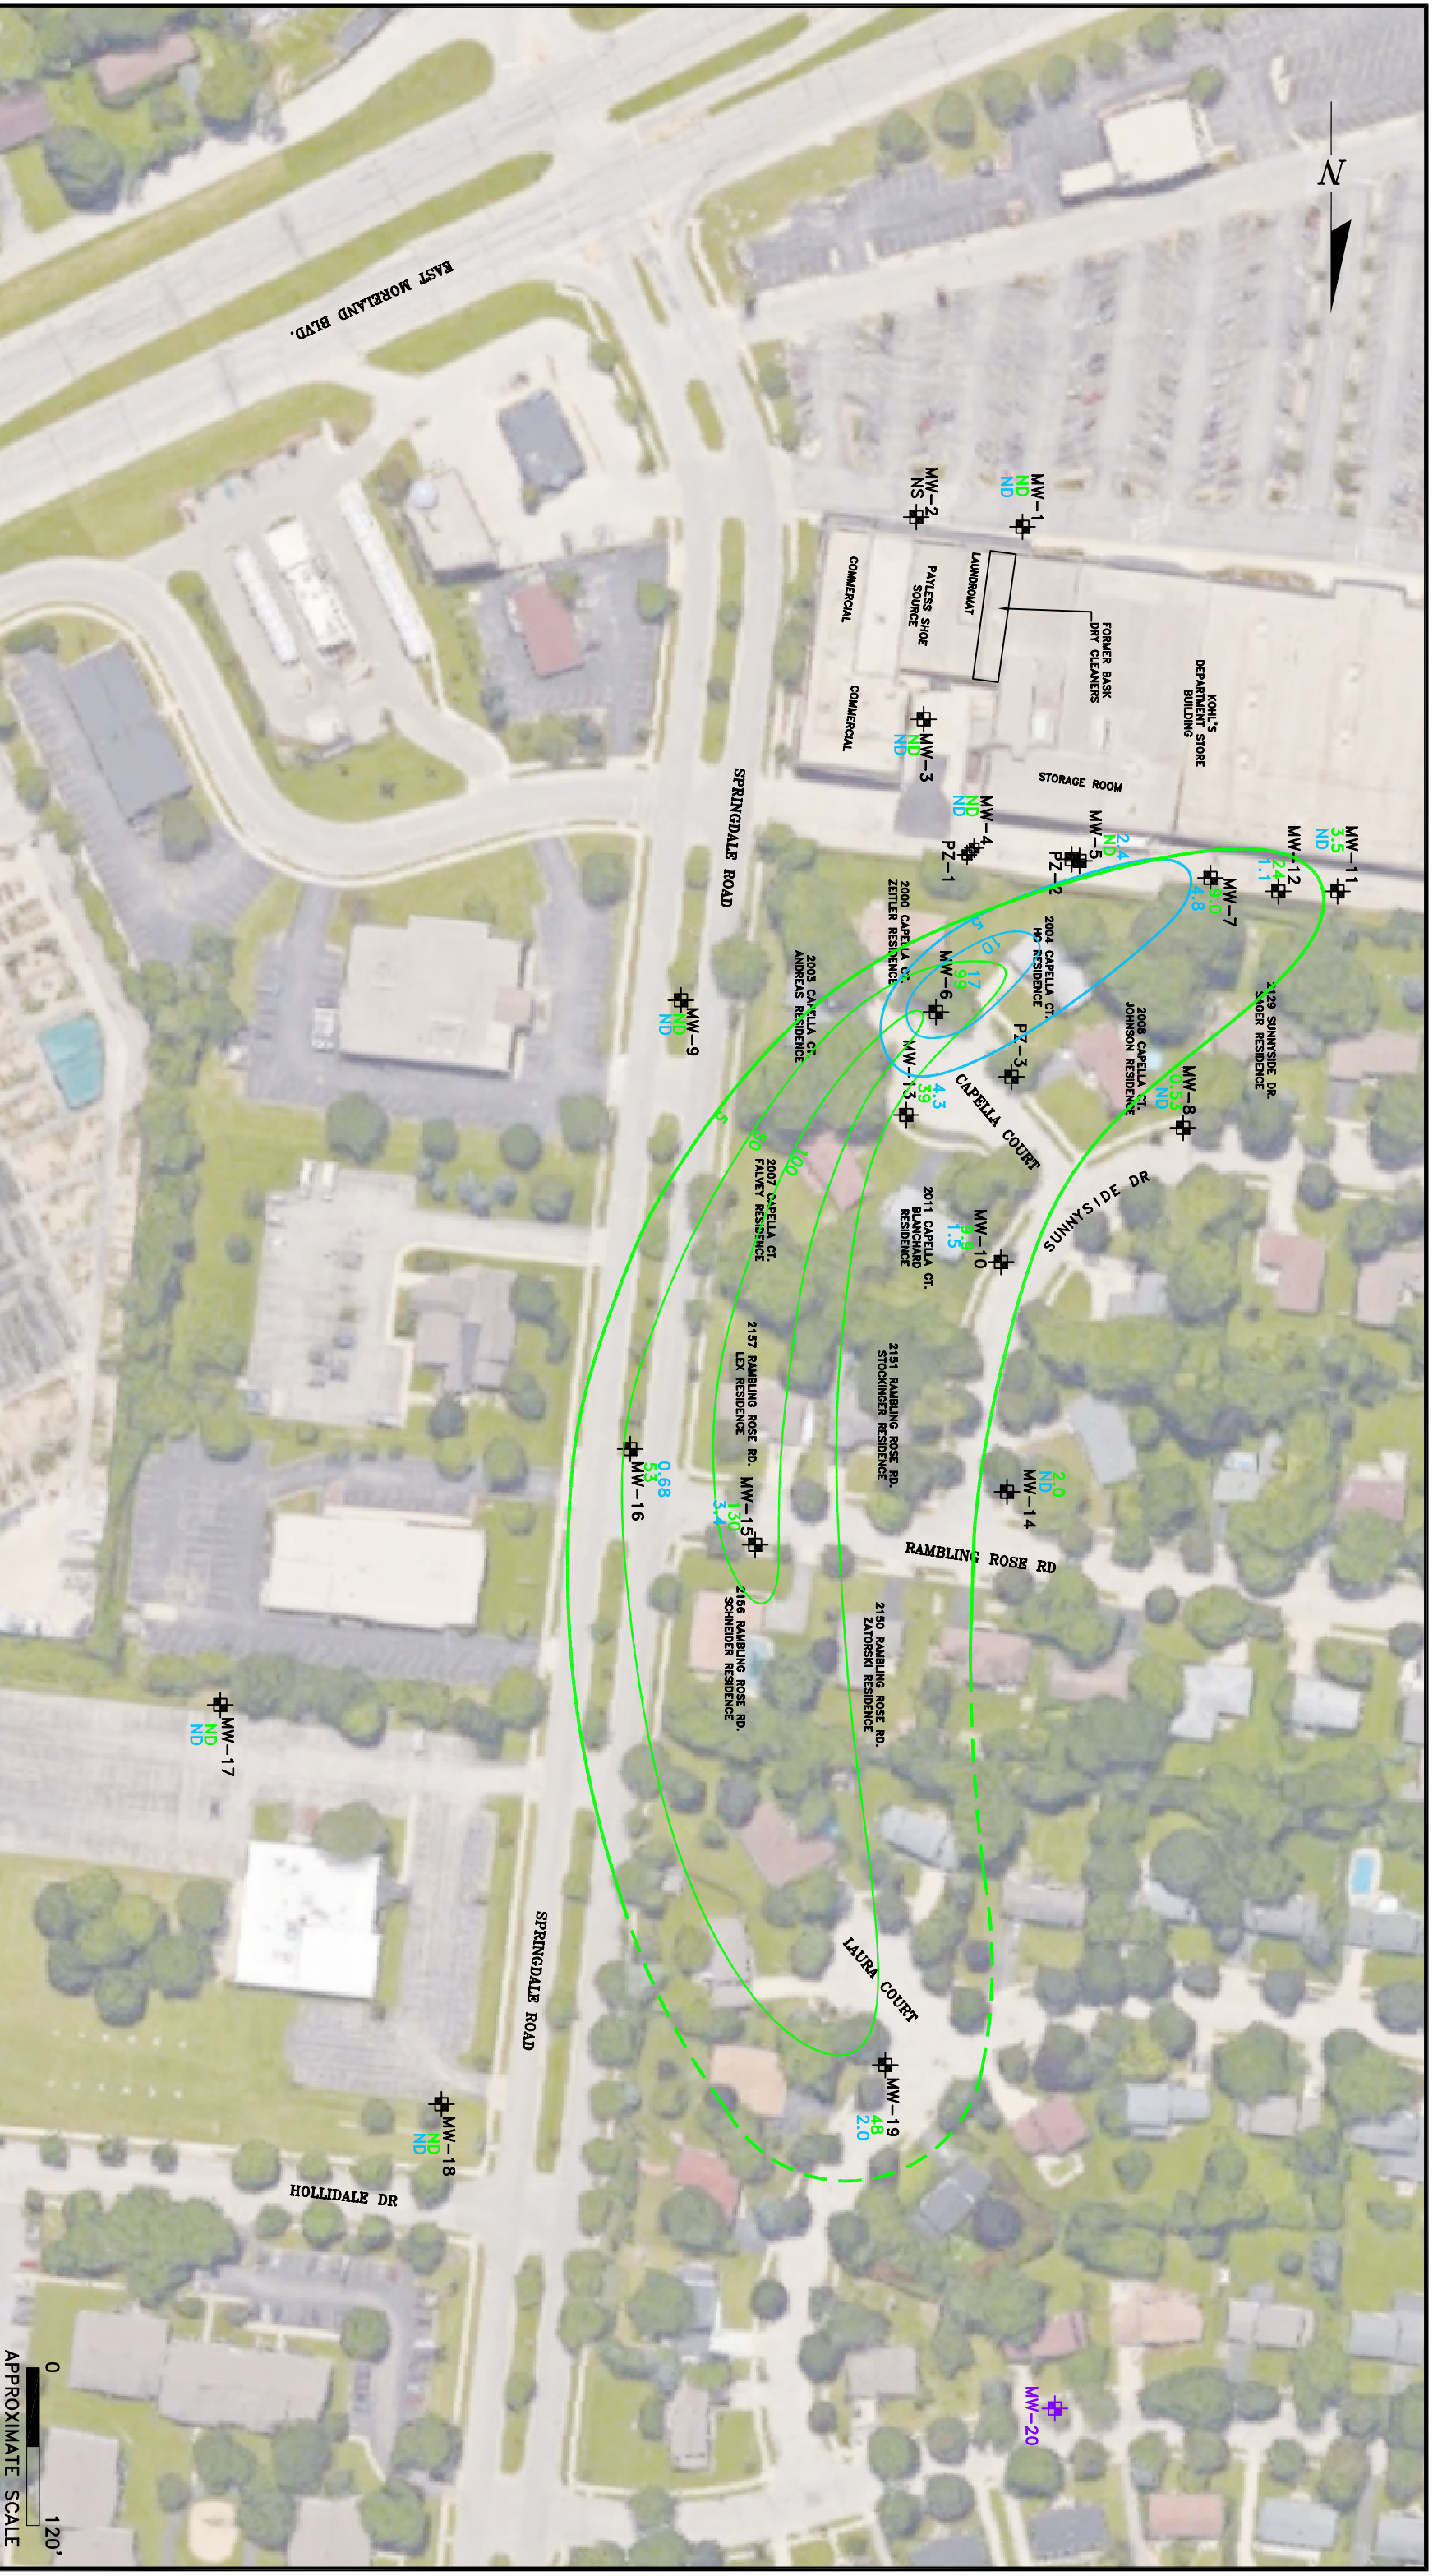 N
EAST MORELAND BLVD.
MW-1
ND
ND
MW-2
NS
LAUNDROMAT
PAYLESS SHOE
SOURCE
COMMERCIAL
COMMERCIAL
FORMER BASK
DRY CLEANERS
KOHL'S
DEPARTMENT STORE
BUILDING
STORAGE ROOM
MW-3
ND
ND
MW-4
ND
ND
PZ-1
2.4
MW-5
ND
PZ-2
MW-11
3.5
ND
MW-12
24
1.1
MW-7
9.0
4.8
SPRINGDALE ROAD
2000 CAPELLA CT.
ZEITLER RESIDENCE
2004 CAPELLA CT.
HO RESIDENCE
5
10
17
MW-6
99
2003 CAPELLA CT.
ANDREAS RESIDENCE
MW-9
ND
ND
2129 SUNNYSIDE DR.
SAGER RESIDENCE
2008 CAPELLA CT.
JOHNSON RESIDENCE
PZ-3
MW-13
4.3
39
CAPELLA COURT
MW-8
0.53
ND
SUNNYSIDE DR
5
50
100
2007 CAPELLA CT.
FALVEY RESIDENCE
2011 CAPELLA CT.
BLANCHARD
RESIDENCE
MW-10
9.9
1.5
2157 RAMBLING ROSE RD.
LEX RESIDENCE
2151 RAMBLING ROSE RD.
STOCKINGER RESIDENCE
MW-14
2.0
ND
0.68
53
MW-16
MW-15
130
3.4
RAMBLING ROSE RD
2156 RAMBLING ROSE RD.
SCHNEIDER RESIDENCE
2150 RAMBLING ROSE RD.
ZATORSKI RESIDENCE
MW-17
ND
ND
SPRINGDALE ROAD
LAURA COURT
MW-19
48
2.0
MW-18
ND
ND
HOLLIDALE DR
MW-20
0
120'
APPROXIMATE SCALE